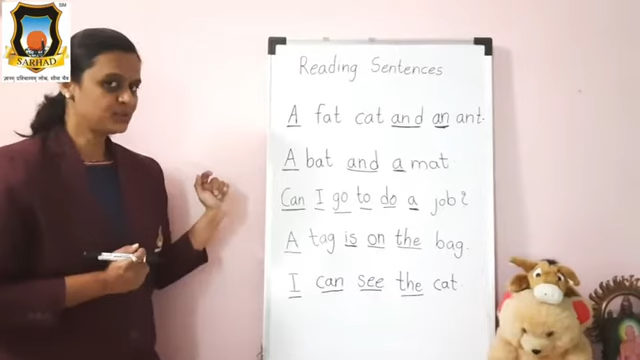 SM
SARHAD
Reading Sentences
A fat cat and an ant.
A bat and a mat.
Can I go to do a job?
A tag is on the bag.
I can see the cat.